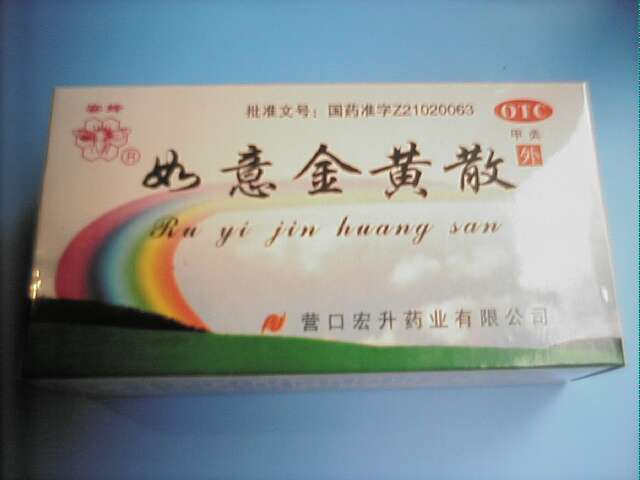 批准文号：国药准字Z21020063
OTC
甲类
外
®
如意金黄散
Ru yi jin huang san
营口宏升药业有限公司